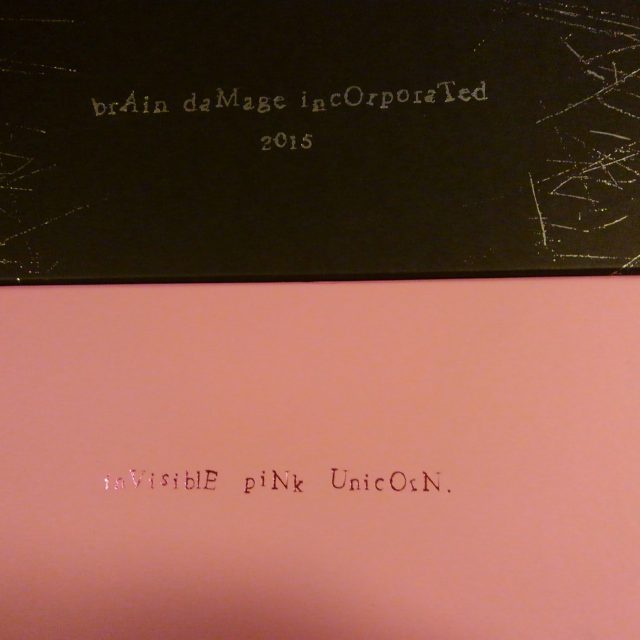 brAin daMage incOrporaTed
2015
inVisiblE piNk UnicOrN.